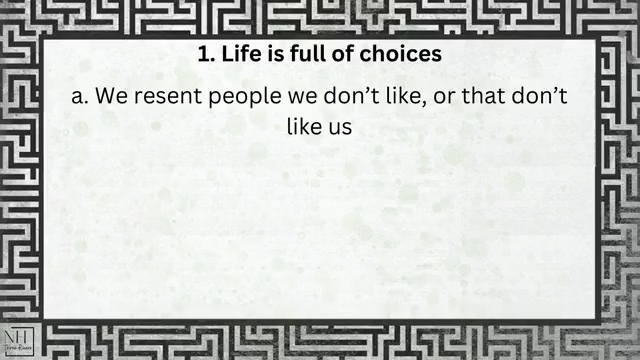 1. Life is full of choices
a. We resent people we don’t like, or that don’t
like us
NH